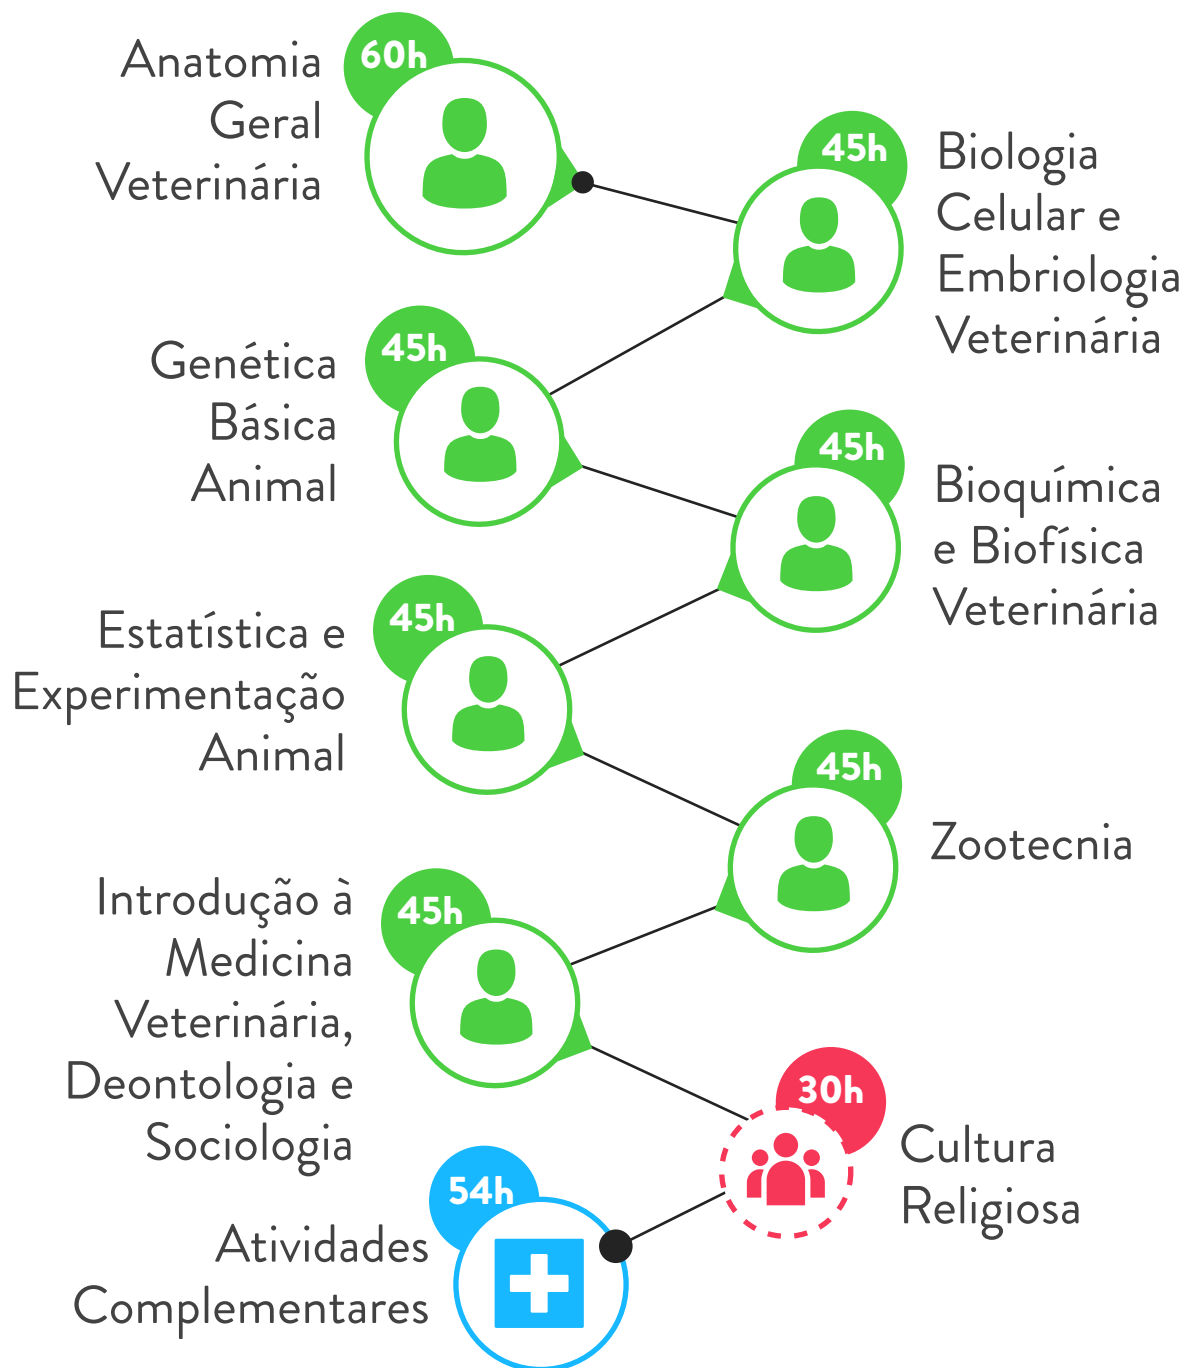 60h
Anatomia
Geral
Veterinária
45h
Biologia
Celular e
Embriologia
Veterinária
45h
Genética
Básica
Animal
45h
Bioquímica
e Biofísica
Veterinária
45h
Estatística e
Experimentação
Animal
45h
Zootecnia
45h
Introdução à
Medicina
Veterinária,
Deontologia e
Sociologia
30h
Cultura
Religiosa
54h
Atividades
Complementares